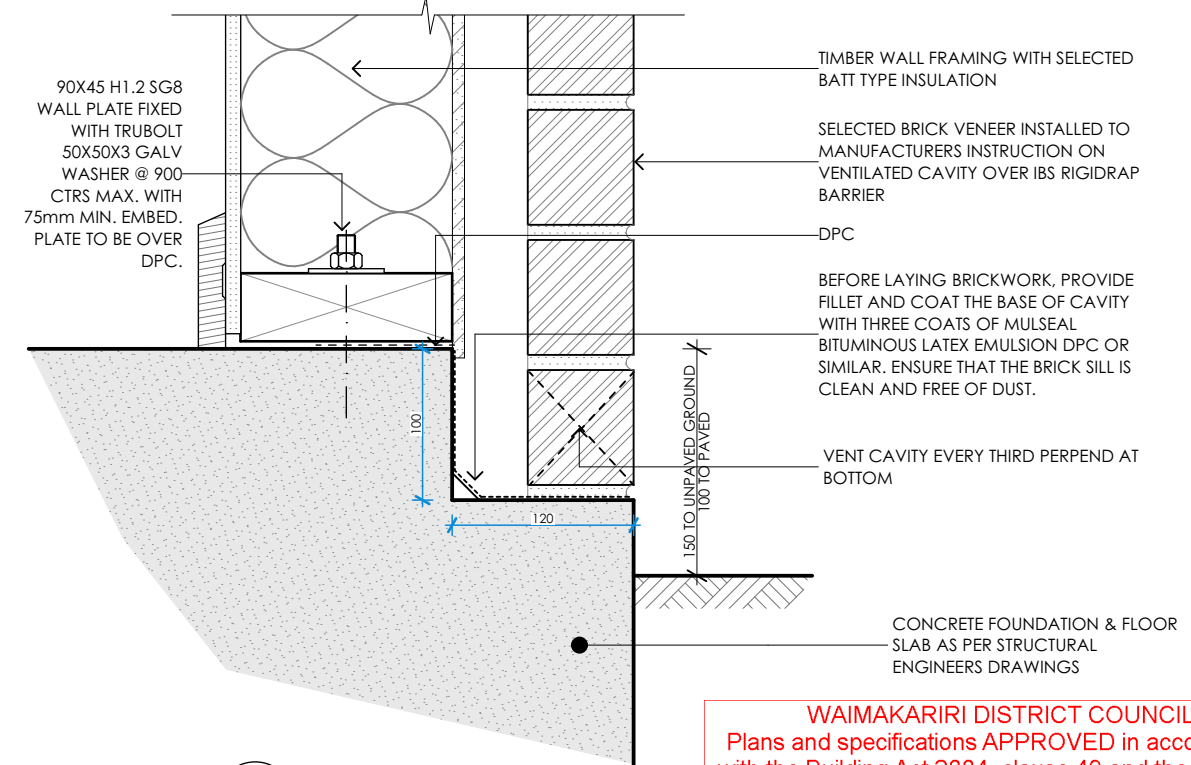 90X45 H1.2 SG8
WALL PLATE FIXED
WITH TRUBOLT
50X50X3 GALV
WASHER @ 900
CTRS MAX. WITH
75mm MIN. EMBED.
PLATE TO BE OVER
DPC.
TIMBER WALL FRAMING WITH SELECTED
BATT TYPE INSULATION
SELECTED BRICK VENEER INSTALLED TO
MANUFACTURERS INSTRUCTION ON
VENTILATED CAVITY OVER IBS RIGIDRAP
BARRIER
DPC
BEFORE LAYING BRICKWORK, PROVIDE
FILLET AND COAT THE BASE OF CAVITY
WITH THREE COATS OF MULSEAL
BITUMINOUS LATEX EMULSION DPC OR
SIMILAR. ENSURE THAT THE BRICK SILL IS
CLEAN AND FREE OF DUST.
100
120
150 TO UNPAVED GROUND
100 TO PAVED
VENT CAVITY EVERY THIRD PERPEND AT
BOTTOM
CONCRETE FOUNDATION & FLOOR
SLAB AS PER STRUCTURAL
ENGINEERS DRAWINGS
WAIMAKARIRI DISTRICT COUNCIL
Plans and specifications APPROVED in acco